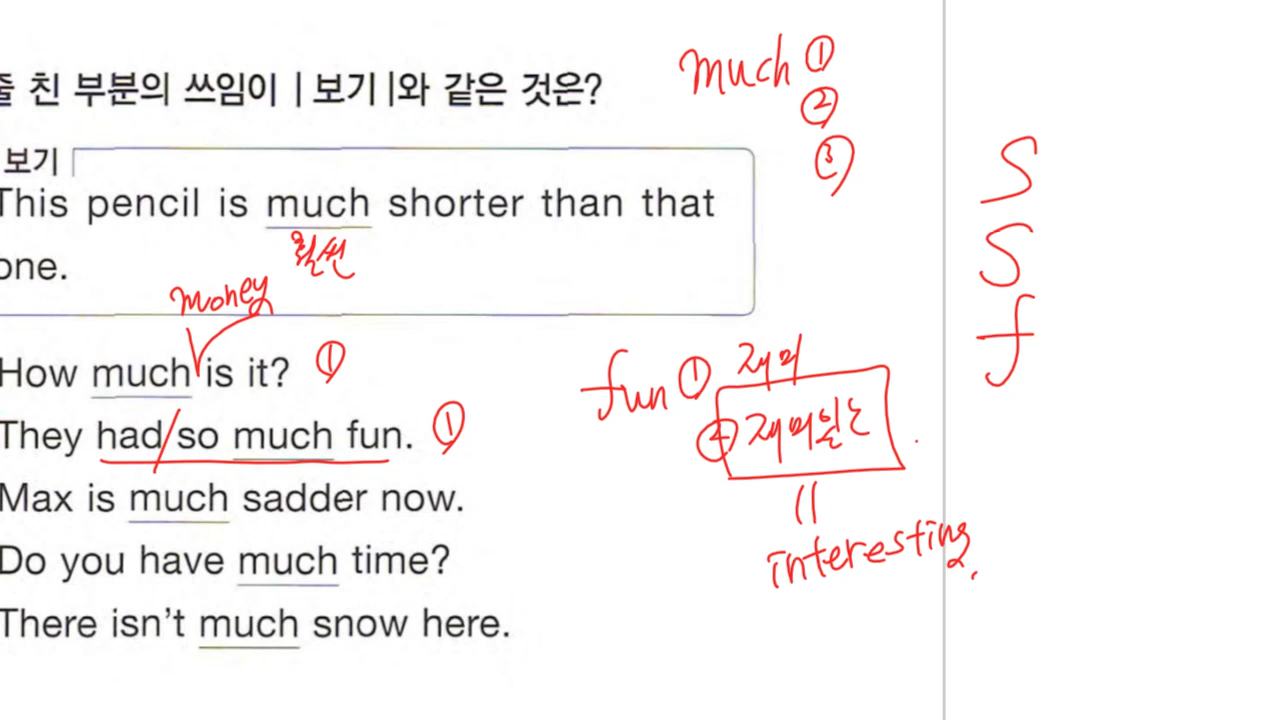 줄 친 부분의 쓰임이 | 보기 |와 같은 것은?
much ①
②
③
보기
This pencil is much shorter than that
one.
훨씬
money
How much is it? ①
They had/so much fun. ①
Max is much sadder now.
Do you have much time?
There isn't much snow here.
fun ① 재미
② 재미있는
||
interesting.
S
S
f